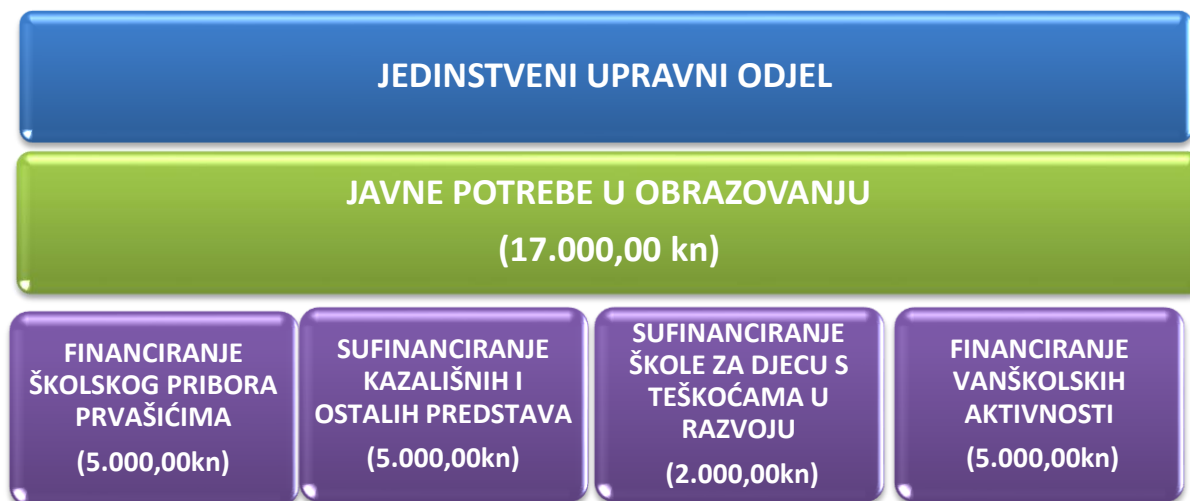 JEDINSTVENI UPRAVNI ODJEL
JAVNE POTREBE U OBRAZOVANJU
(17.000,00 kn)
FINANCIRANJE
ŠKOLSKOG PRIBORA
PRVAŠIĆIMA
(5.000,00kn)
SUFINANCIRANJE
KAZALIŠNIH I
OSTALIH PREDSTAVA
(5.000,00kn)
SUFINANCIRANJE
ŠKOLE ZA DJECU S
TEŠKOĆAMA U
RAZVOJU
(2.000,00kn)
FINANCIRANJE
VANŠKOLSKIH
AKTIVNOSTI
(5.000,00kn)